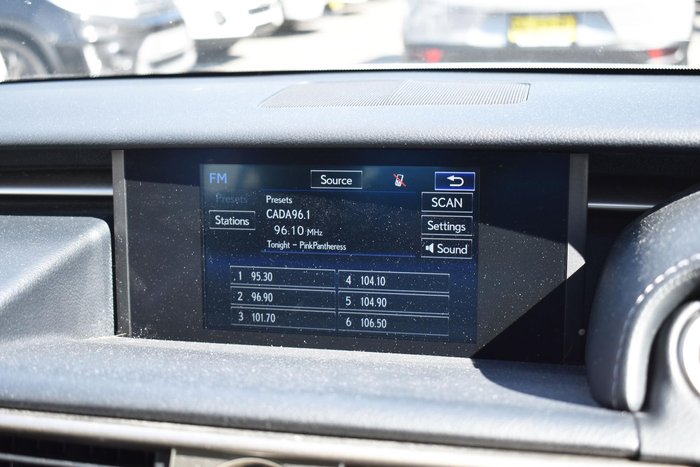 FM
Source
Presets
Presets
SCAN
CADA96.1
Stations
96.10 MHz
Settings
Tonight - PinkPantheress
Sound
1 95.30
4 104.10
2 96.90
5 104.90
3 101.70
6 106.50